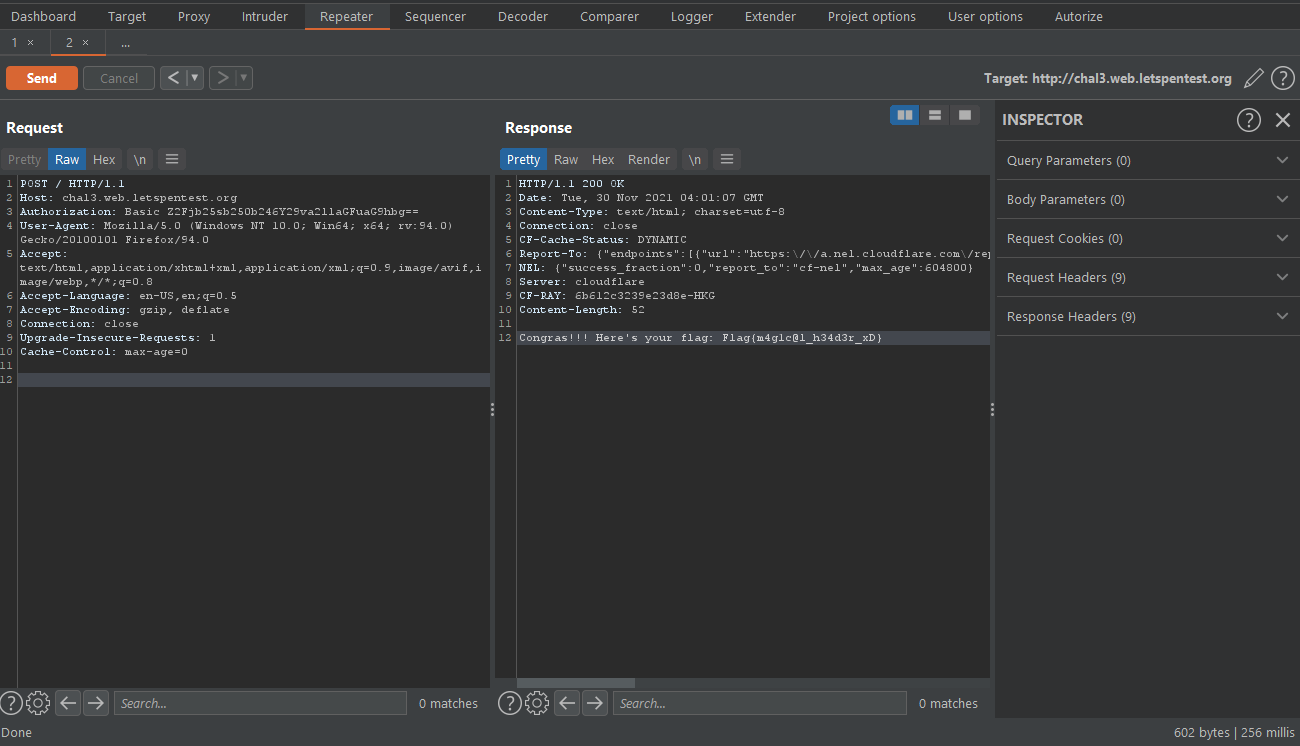 Dashboard Target Proxy Intruder Repeater Sequencer Decoder Comparer Logger Extender Project options User options Autorize
1 × 2 × ...
Send Cancel < ▼ > ▼ Target: http://chal3.web.letspentest.org ?
Request
Pretty Raw Hex \n
1 POST / HTTP/1.1
2 Host: chal3.web.letspentest.org
3 Authorization: Basic
4 User-Agent: Mozilla/5.0 (Windows NT 10.0; Win64; x64; rv:94.0)
Gecko/20100101 Firefox/94.0
5 Accept:
text/html,application/xhtml+xml,application/xml;q=0.9,image/avif,i
mage/webp,*/*;q=0.8
6 Accept-Language: en-US,en;q=0.5
7 Accept-Encoding: gzip, deflate
8 Connection: close
9 Upgrade-Insecure-Requests: 1
10 Cache-Control: max-age=0
11
12
Search... 0 matches
Response
Pretty Raw Hex Render \n
1 HTTP/1.1 200 OK
2 Date: Tue, 30 Nov 2021 04:01:07 GMT
3 Content-Type: text/html; charset=utf-8
4 Connection: close
5 CF-Cache-Status: DYNAMIC
6 Report-To: {"endpoints":[{"url":"https:\/\/a.nel.cloudflare.com\/rep
7 NEL: {"success_fraction":0,"report_to":"cf-nel","max_age":604800}
8 Server: cloudflare
9 CF-RAY: 6b612c3239e23d8e-HKG
10 Content-Length: 52
11
12 Congras!!! Here's your flag: Flag{m4g1c@l_h34d3r_xD}
Search... 0 matches
INSPECTOR ? ×
Query Parameters (0)
Body Parameters (0)
Request Cookies (0)
Request Headers (9)
Response Headers (9)
Done 602 bytes | 256 millis